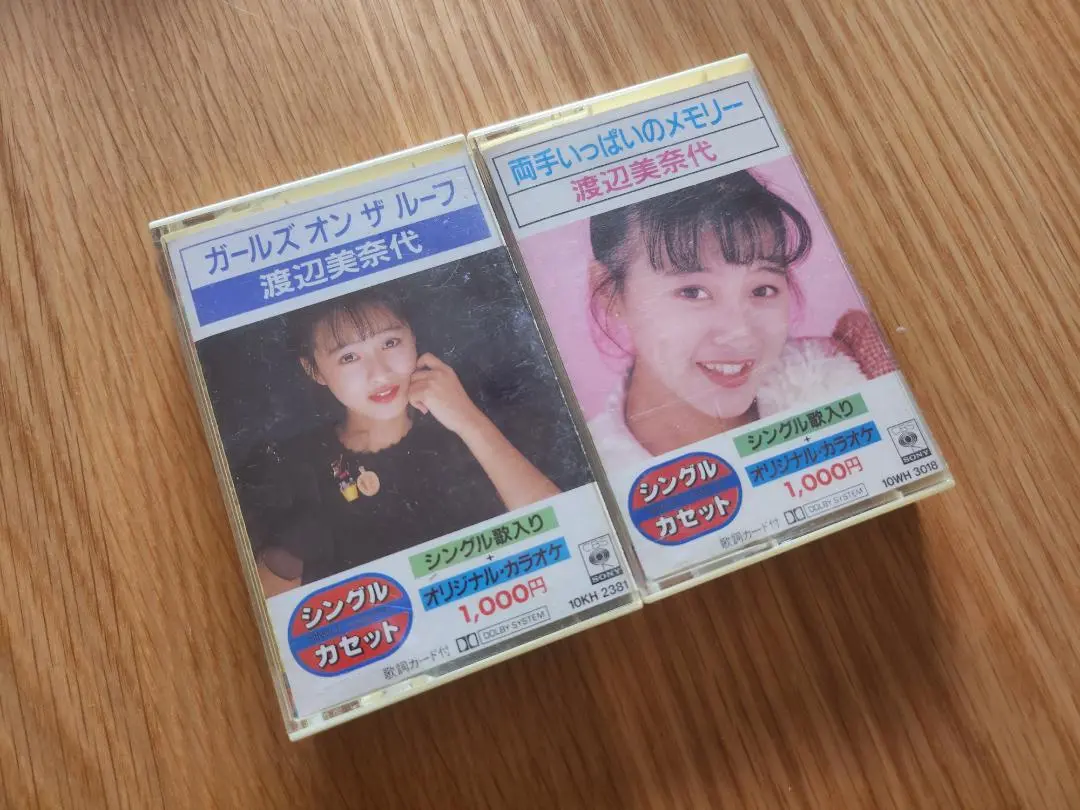 ガールズ オン ザ ルーフ
渡辺美奈代
シングル歌入り
+
オリジナル・カラオケ
1,000円
シングル
カセット
歌詞カード付
DOLBY SYSTEM
CBS
SONY
10KH 2381
両手いっぱいのメモリー
渡辺美奈代
シングル歌入り
+
オリジナル・カラオケ
1,000円
シングル
カセット
歌詞カード付
DOLBY SYSTEM
CBS
SONY
10WH 3018